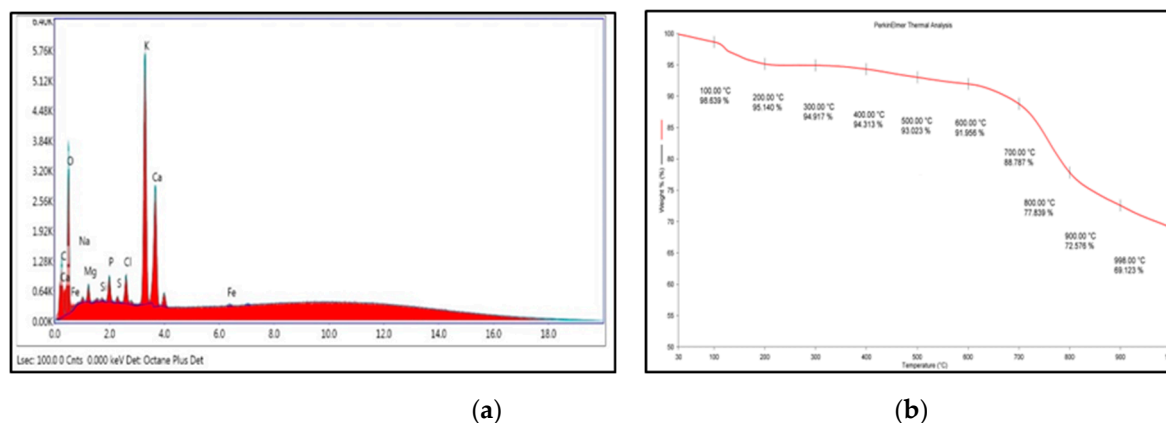 6.40K
5.76K
5.12K
4.48K
3.84K
3.20K
2.56K
1.92K
1.28K
0.64K
0.00K
K
O
Ca
Na
C
Ca
Fe
Mg
Si
P
S
Cl
Fe
0.0 2.0 4.0 6.0 8.0 10.0 12.0 14.0 16.0 18.0
Lsec: 100.0 0 Cnts 0.000 keV Det: Octane Plus Det
(a)
PerkinElmer Thermal Analysis
100
95
90
85
80
75
70
65
60
55
50
Weight % (%)
100.00 °C
98.639 %
200.00 °C
95.140 %
300.00 °C
94.917 %
400.00 °C
94.313 %
500.00 °C
93.023 %
600.00 °C
91.956 %
700.00 °C
88.787 %
800.00 °C
77.839 %
900.00 °C
72.576 %
998.00 °C
69.123 %
30 100 200 300 400 500 600 700 800 900
Temperature (°C)
(b)